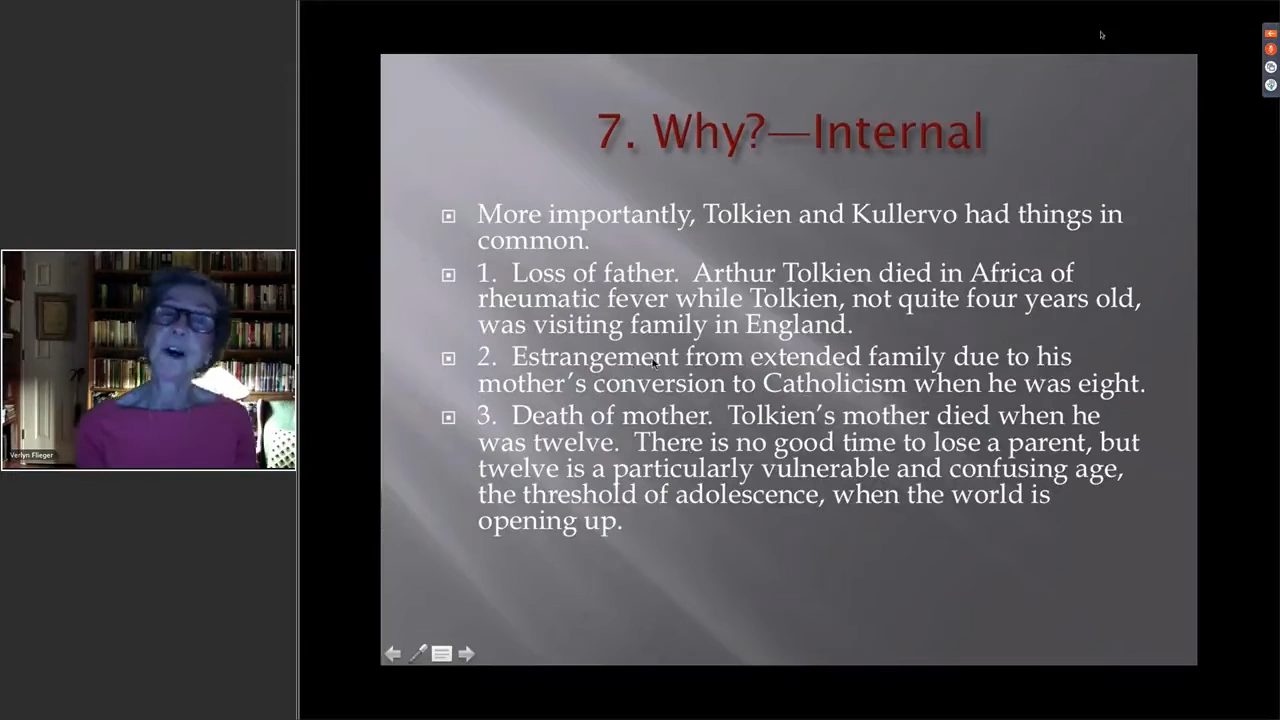 7. Why?—Internal
More importantly, Tolkien and Kullervo had things in
common.
1. Loss of father. Arthur Tolkien died in Africa of
rheumatic fever while Tolkien, not quite four years old,
was visiting family in England.
2. Estrangement from extended family due to his
mother's conversion to Catholicism when he was eight.
3. Death of mother. Tolkien's mother died when he
was twelve. There is no good time to lose a parent, but
twelve is a particularly vulnerable and confusing age,
the threshold of adolescence, when the world is
opening up.
Verlyn Flieger